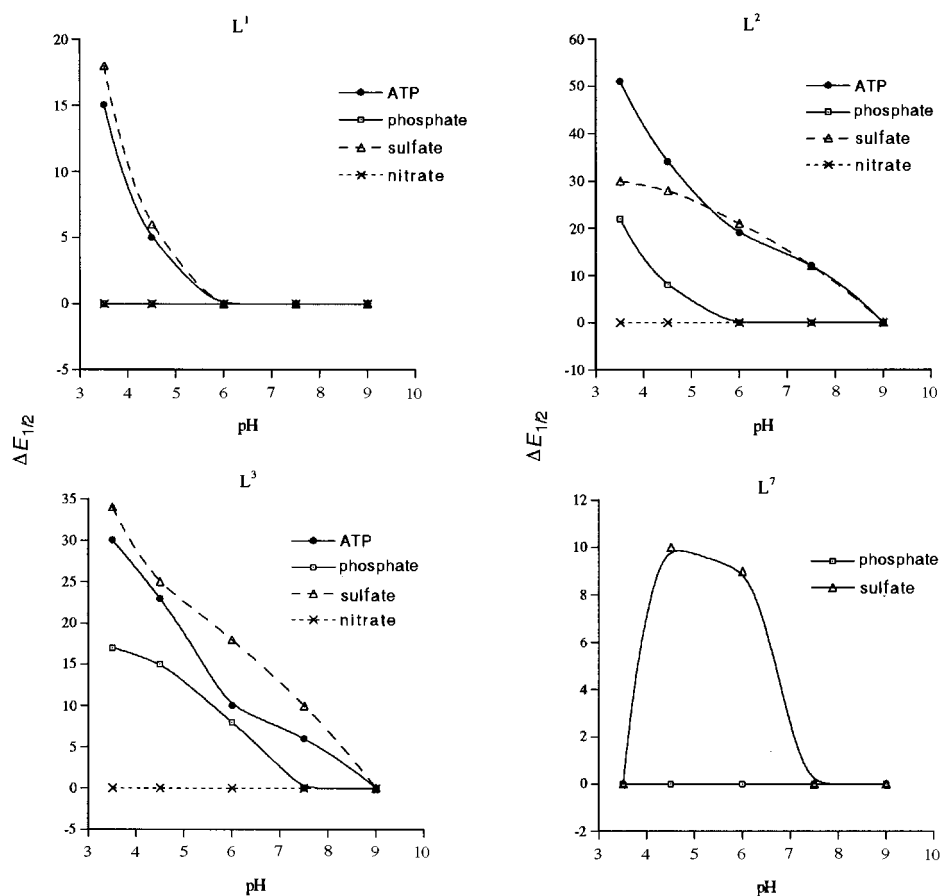 L¹
20
15
10
5
0
-5
3 4 5 6 7 8 9 10
pH
ATP
phosphate
sulfate
nitrate
L²
60
50
40
30
20
10
0
-10
3 4 5 6 7 8 9 10
pH
ATP
phosphate
sulfate
nitrate
ΔE1/2
ΔE1/2
L³
35
30
25
20
15
10
5
0
-5
3 4 5 6 7 8 9 10
pH
ATP
phosphate
sulfate
nitrate
L⁷
12
10
8
6
4
2
0
-2
3 4 5 6 7 8 9 10
pH
phosphate
sulfate